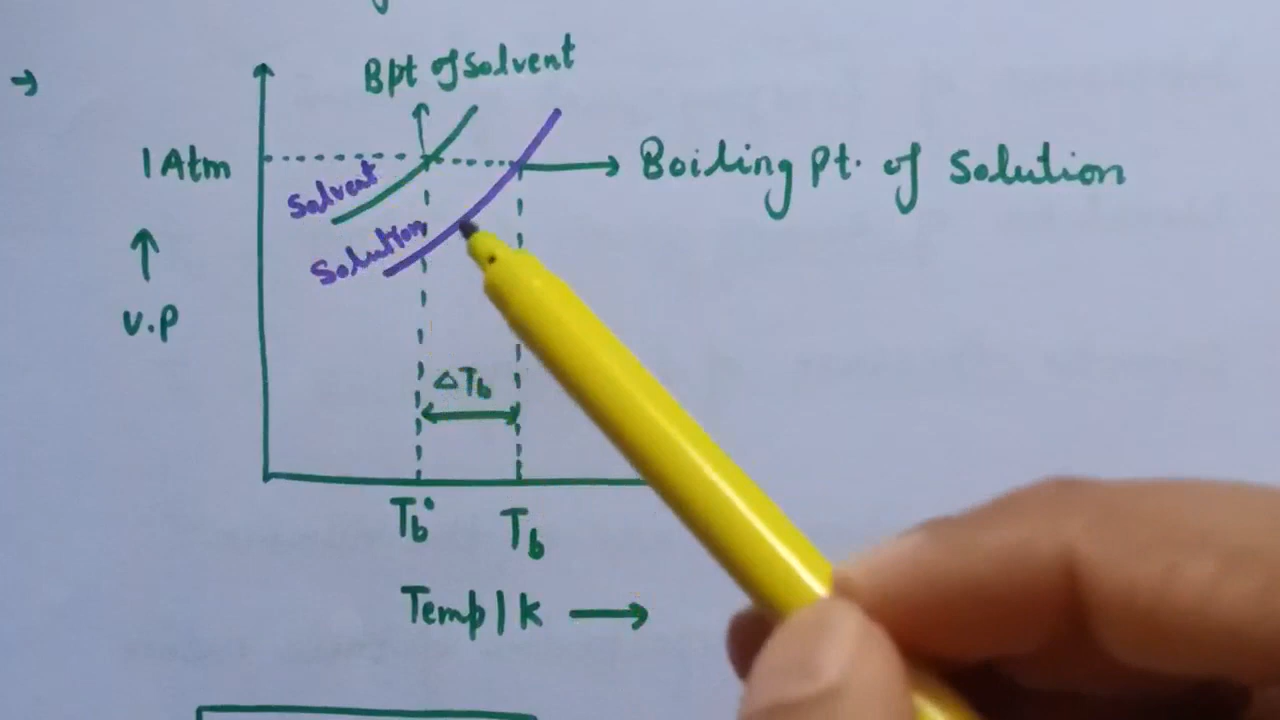 →
Bpt of Solvent
1 Atm
Solvent
Boiling Pt. of Solution
Solution
↑
V.P
ΔTb
Tb°
Tb
Temp/K →